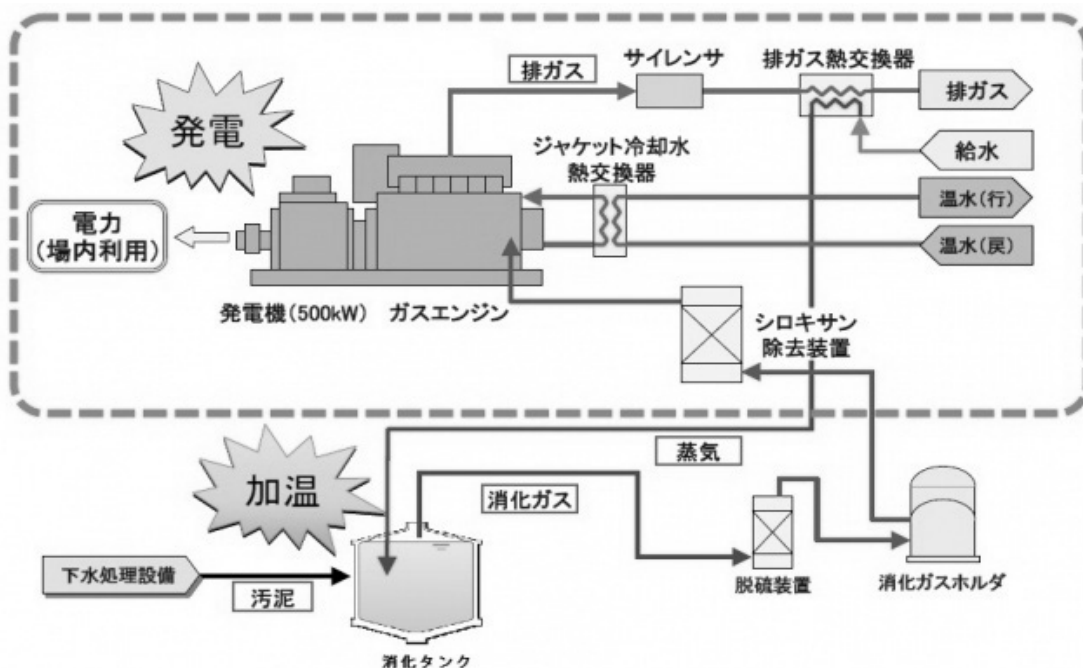 サイレンサ
排ガス熱交換器
排ガス
排ガス
発電
ジャケット冷却水
熱交換器
給水
温水(行)
電力
(場内利用)
温水(戻)
発電機(500kW)
ガスエンジン
シロキサン
除去装置
蒸気
加温
消化ガス
下水処理設備
汚泥
脱硫装置
消化ガスホルダ
消化タンク